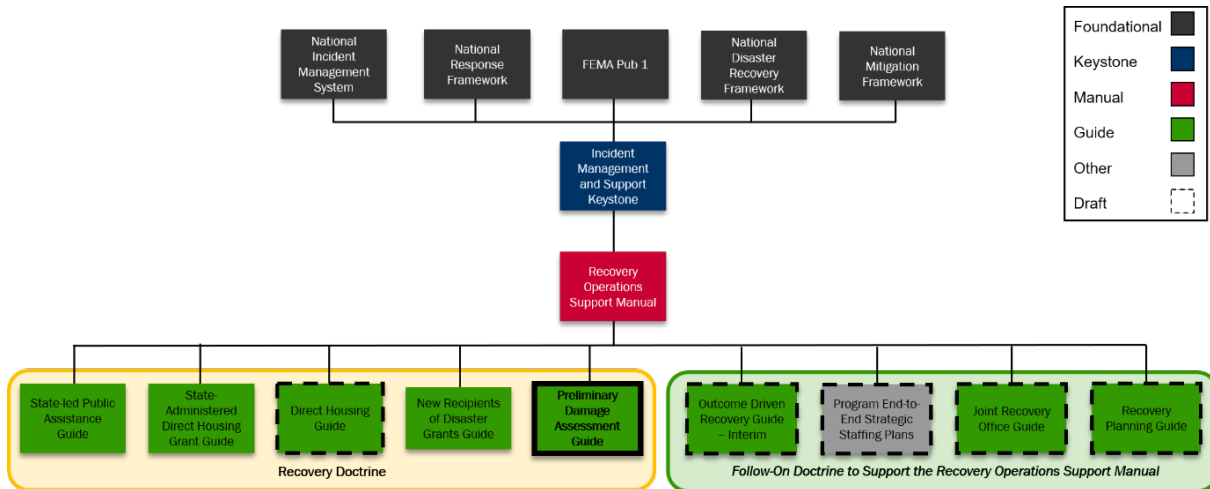 National
Incident
Management
System
National
Response
Framework
FEMA Pub 1
National
Disaster
Recovery
Framework
National
Mitigation
Framework
Foundational
Keystone
Manual
Guide
Other
Draft
Incident
Management
and Support
Keystone
Recovery
Operations
Support Manual
State-led Public
Assistance
Guide
State-
Administered
Direct Housing
Grant Guide
Direct Housing
Guide
New Recipients
of Disaster
Grants Guide
Preliminary
Damage
Assessment
Guide
Recovery Doctrine
Outcome Driven
Recovery Guide
– Interim
Program End-to-
End Strategic
Staffing Plans
Joint Recovery
Office Guide
Recovery
Planning Guide
Follow-On Doctrine to Support the Recovery Operations Support Manual